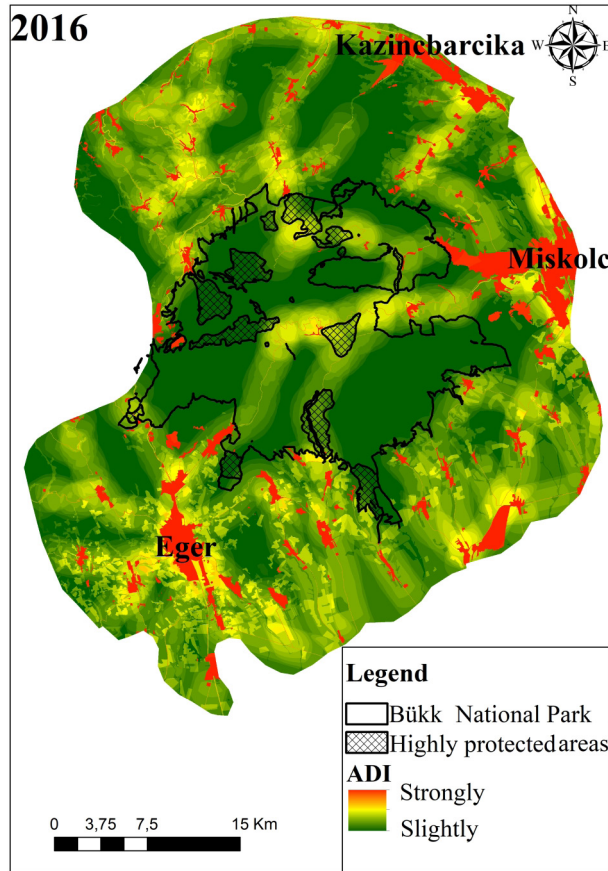 2016
Kazincbarcika
N
W
E
S
Miskolc
Eger
Legend
Bükk National Park
Highly protected areas
ADI
Strongly
Slightly
0 3,75 7,5 15 Km